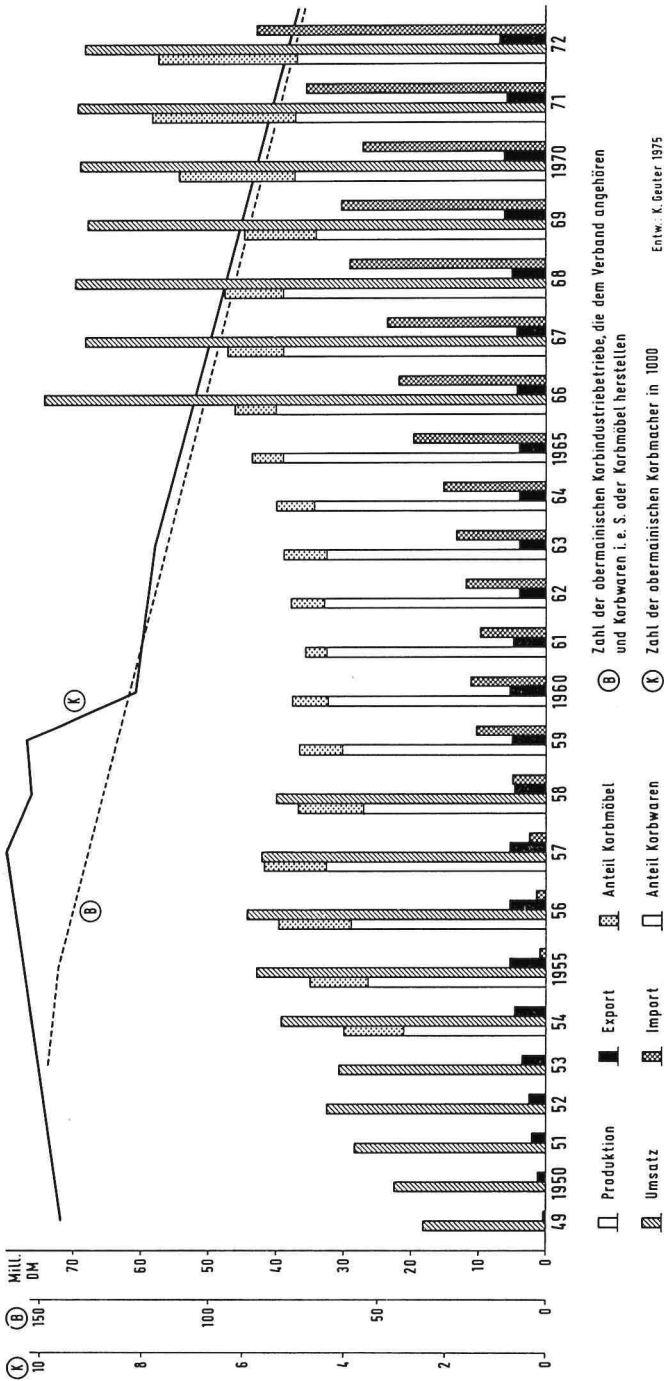 K B Mill. DM
10 8 6 4 2 0
150 100 50 0
70 60 50 40 30 20 10 0
K
B
49 1950 51 52 53 54 1955 56 57 58 59 1960 61 62 63 64 1965 66 67 68 69 1970 71 72
Produktion
Umsatz
Export
Import
Anteil Korbmöbel
Anteil Korbwaren
B Zahl der obermainischen Korbindustriebetriebe, die dem Verband angehören
und Korbwaren i. e. S. oder Korbmöbel herstellen
K Zahl der obermainischen Korbmacher in 1000
Entw.: K. Geuter 1975